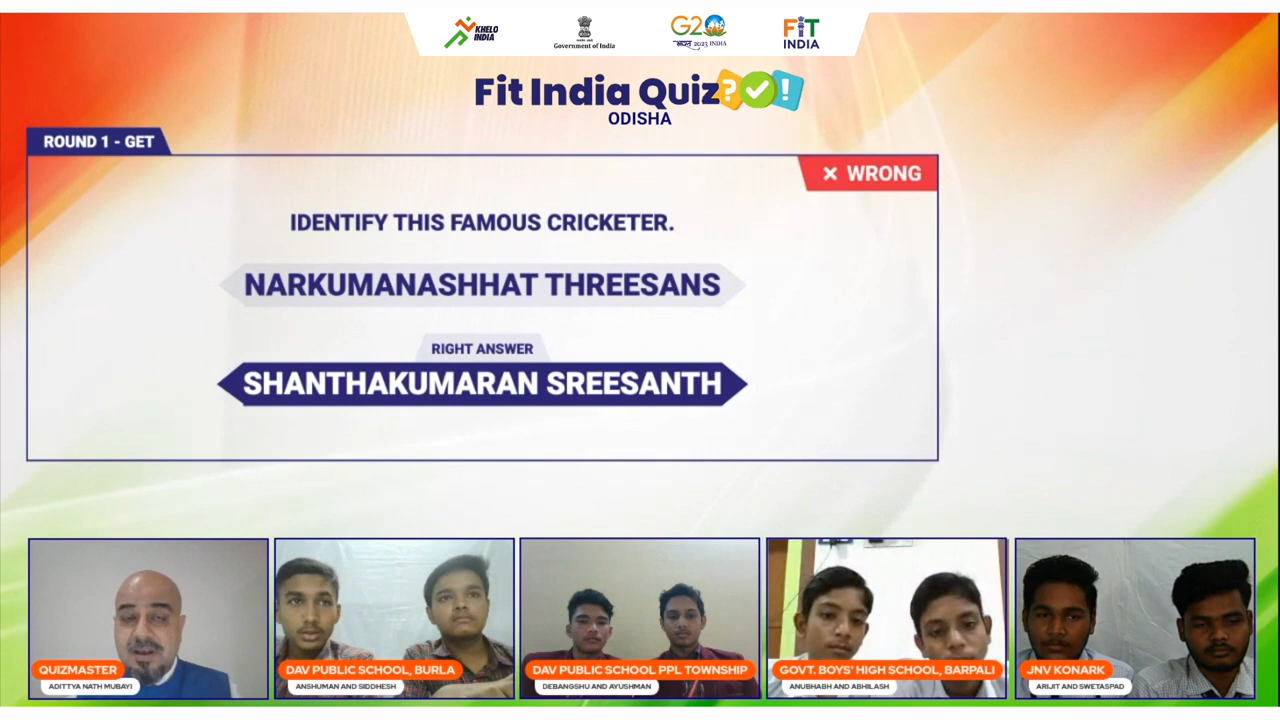 KHELO
INDIA
Government of India
G20
भारत 2023 INDIA
FIT
INDIA
Fit India Quiz?!
ODISHA
ROUND 1 - GET
WRONG
IDENTIFY THIS FAMOUS CRICKETER.
NARKUMANASHHAT THREESANS
RIGHT ANSWER
SHANTHAKUMARAN SREESANTH
QUIZMASTER
ADITTYA NATH MUBAYI
DAV PUBLIC SCHOOL, BURLA
ANSHUMAN AND SIDDHESH
DAV PUBLIC SCHOOL PPL TOWNSHIP
DEBANGSHU AND AYUSHMAN
GOVT. BOYS' HIGH SCHOOL, BARPALI
ANUBHABH AND ABHILASH
JNV KONARK
ARIJIT AND SWETASPAD